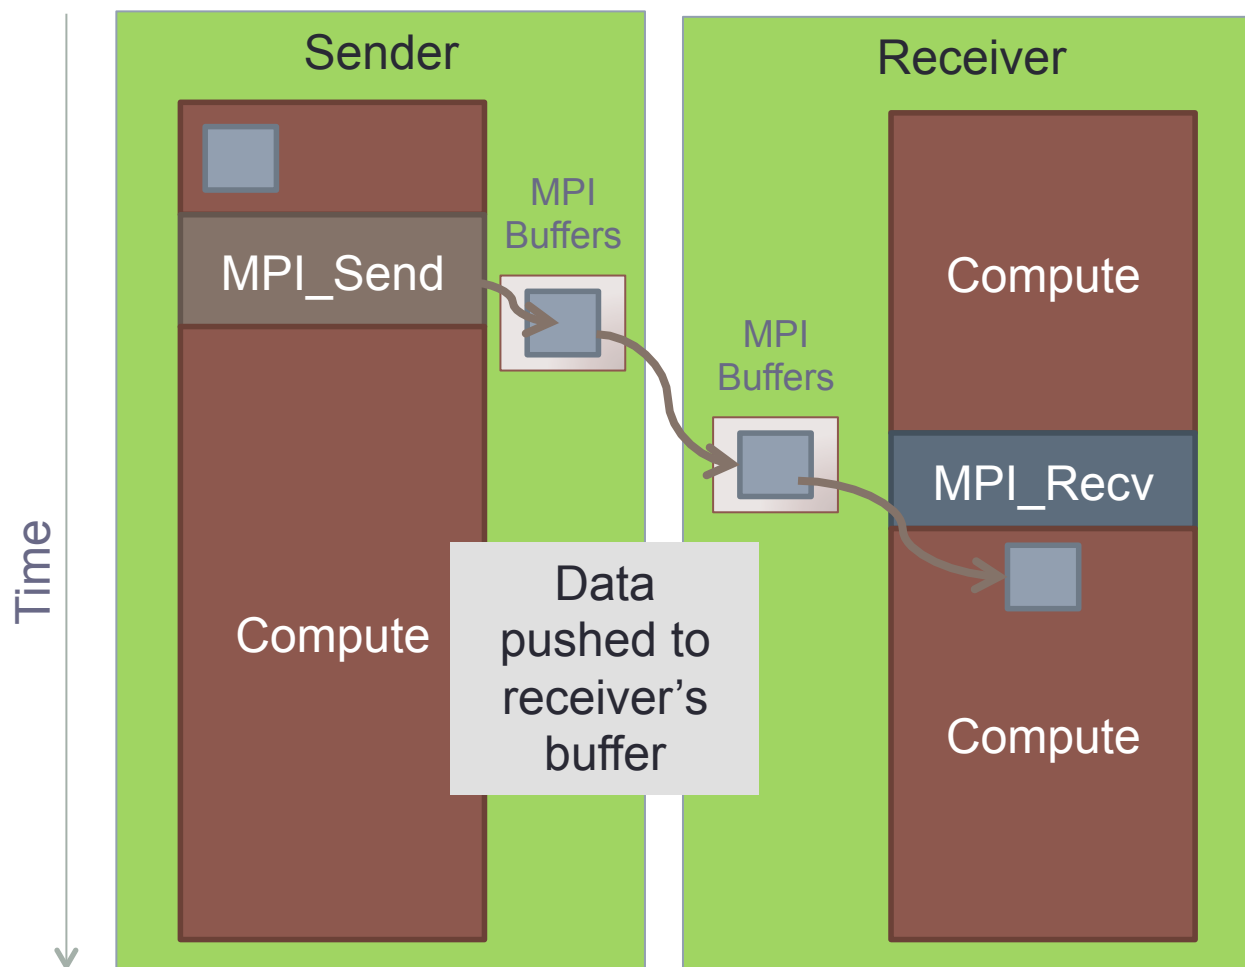 Sender
Receiver
MPI
Buffers
MPI_Send
Compute
MPI
Buffers
MPI_Recv
Time
Data
pushed to
receiver’s
buffer
Compute
Compute